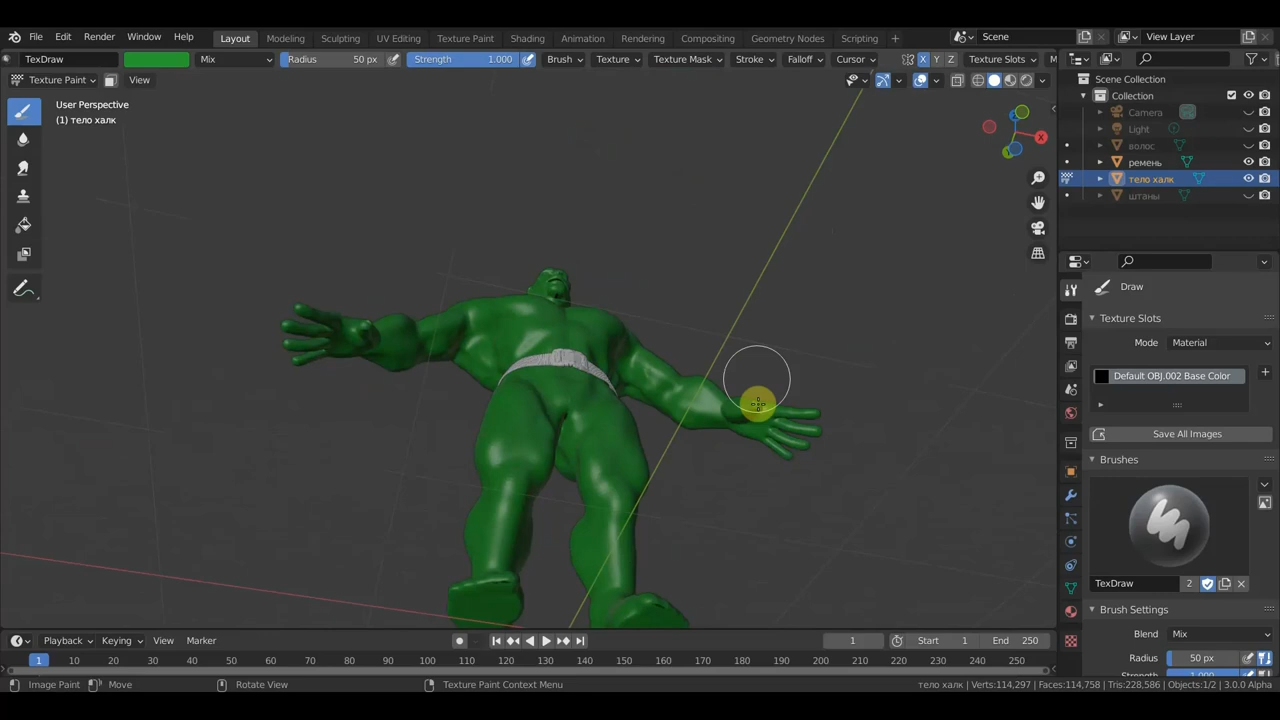 File Edit Render Window Help Layout Modeling Sculpting UV Editing Texture Paint Shading Animation Rendering Compositing Geometry Nodes Scripting + Scene View Layer
TexDraw Mix Radius 50 px Strength 1.000 Brush Texture Texture Mask Stroke Falloff Cursor X Y Z Texture Slots M
Texture Paint View
Scene Collection
Collection
Camera
Light
волос
ремень
тело халк
штаны
User Perspective
(1) тело халк
X
Draw
Texture Slots
Mode Material
Default OBJ.002 Base Color
Save All Images
Brushes
TexDraw 2
Brush Settings
Blend Mix
Radius 50 px
Strength 1.000
Playback Keying View Marker 1 Start 1 End 250
1 10 20 30 40 50 60 70 80 90 100 110 120 130 140 150 160 170 180 190 200 210 220 230 240 250
Image Paint Move Rotate View Texture Paint Context Menu тело халк | Verts:114,297 | Faces:114,758 | Tris:228,586 | Objects:1/2 | 3.0.0 Alpha